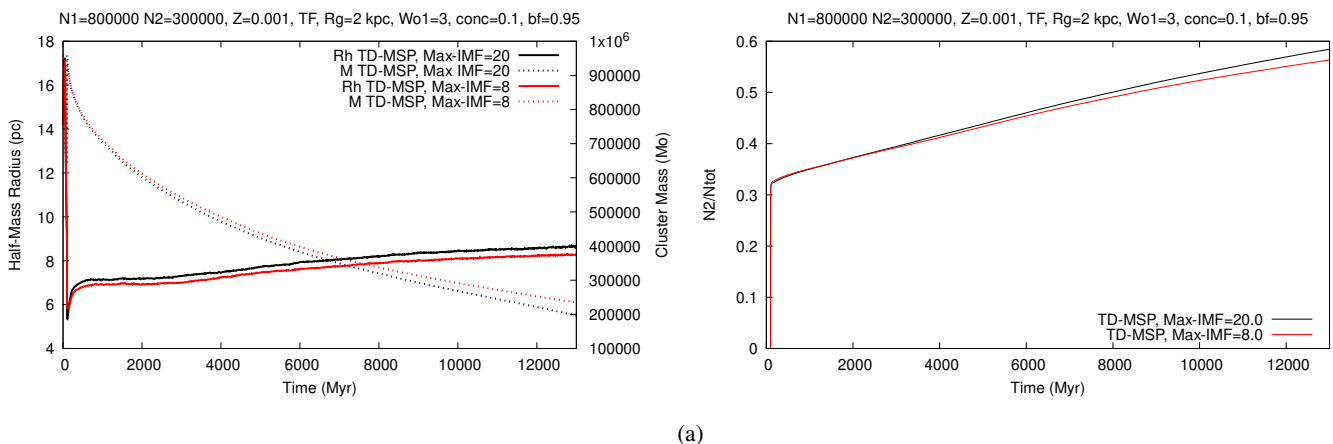 N1=800000 N2=300000, Z=0.001, TF, Rg=2 kpc, Wo1=3, conc=0.1, bf=0.95
18
16
14
12
10
8
6
4
Half-Mass Radius (pc)
Rh TD-MSP, Max-IMF=20
M TD-MSP, Max IMF=20
Rh TD-MSP, Max-IMF=8
M TD-MSP, Max-IMF=8
1x10⁶
900000
800000
700000
600000
500000
400000
300000
200000
100000
Cluster Mass (Mo)
0 2000 4000 6000 8000 10000 12000
Time (Myr)
N1=800000 N2=300000, Z=0.001, TF, Rg=2 kpc, Wo1=3, conc=0.1, bf=0.95
0.6
0.5
0.4
0.3
0.2
0.1
0
N2/Ntot
TD-MSP, Max-IMF=20.0
TD-MSP, Max-IMF=8.0
0 2000 4000 6000 8000 10000 12000
Time (Myr)
(a)